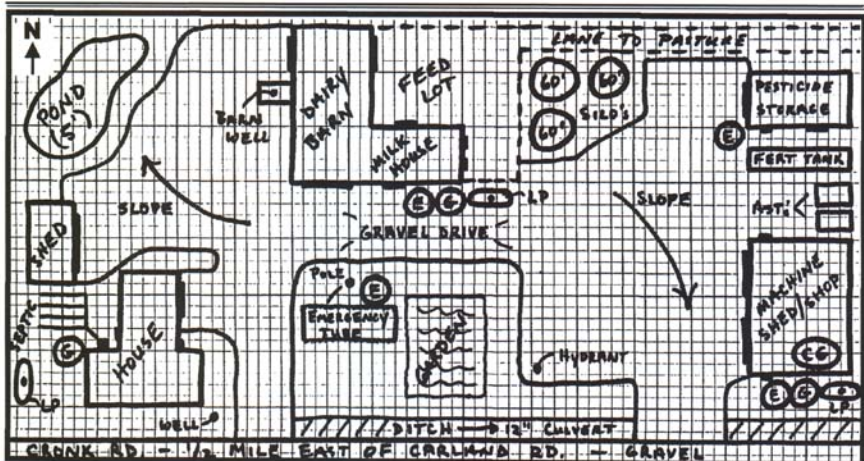 N
LANE TO PASTURE
POND
(5')
BARN
WELL
DAIRY
BARN
FEED
LOT
MILK
HOUSE
60'
60'
60'
SILO'S
PESTICIDE
STORAGE
E
FERT TANK
AST'S
SLOPE
SLOPE
E
G
LP
GRAVEL DRIVE
SHED
POLE
E
EMERGENCY
TUBE
GARDEN
HYDRANT
MACHINE
SHED/SHOP
CG
E
G
LP
SEPTIC
G
LP
HOUSE
WELL
DITCH
12" CULVERT
CRONK RD. - 1/2 MILE EAST OF CARLAND RD. - GRAVEL